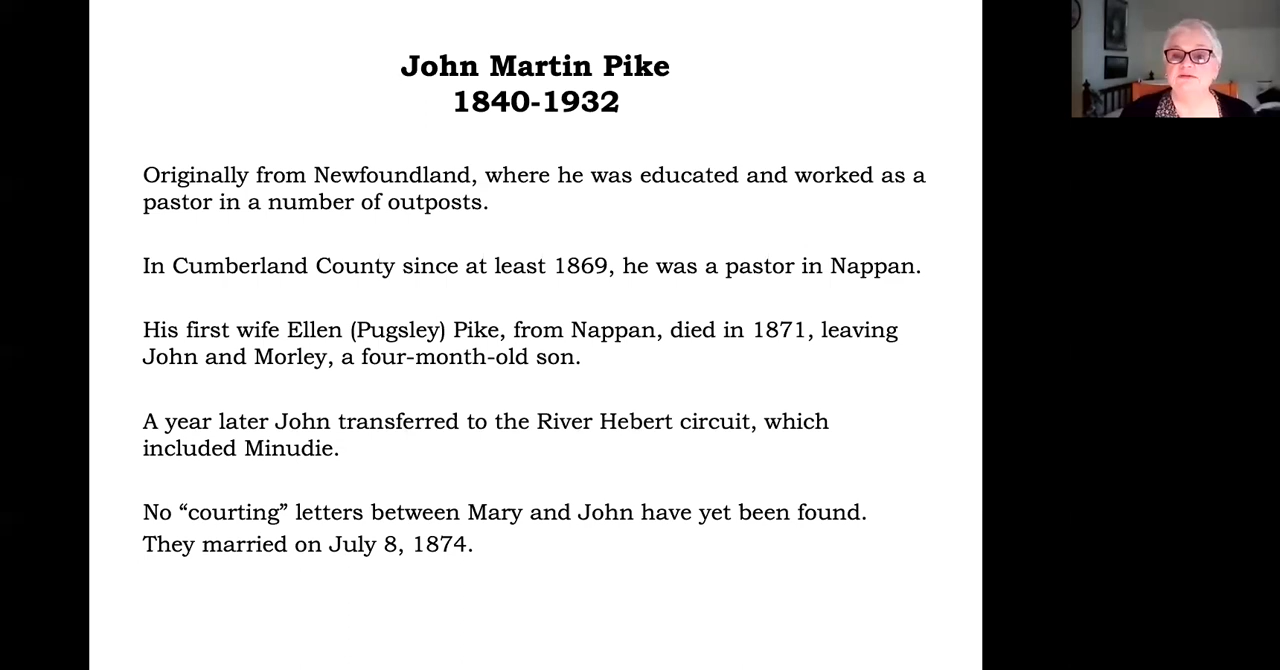 John Martin Pike
1840-1932
Originally from Newfoundland, where he was educated and worked as a
pastor in a number of outposts.
In Cumberland County since at least 1869, he was a pastor in Nappan.
His first wife Ellen (Pugsley) Pike, from Nappan, died in 1871, leaving
John and Morley, a four-month-old son.
A year later John transferred to the River Hebert circuit, which
included Minudie.
No “courting” letters between Mary and John have yet been found.
They married on July 8, 1874.